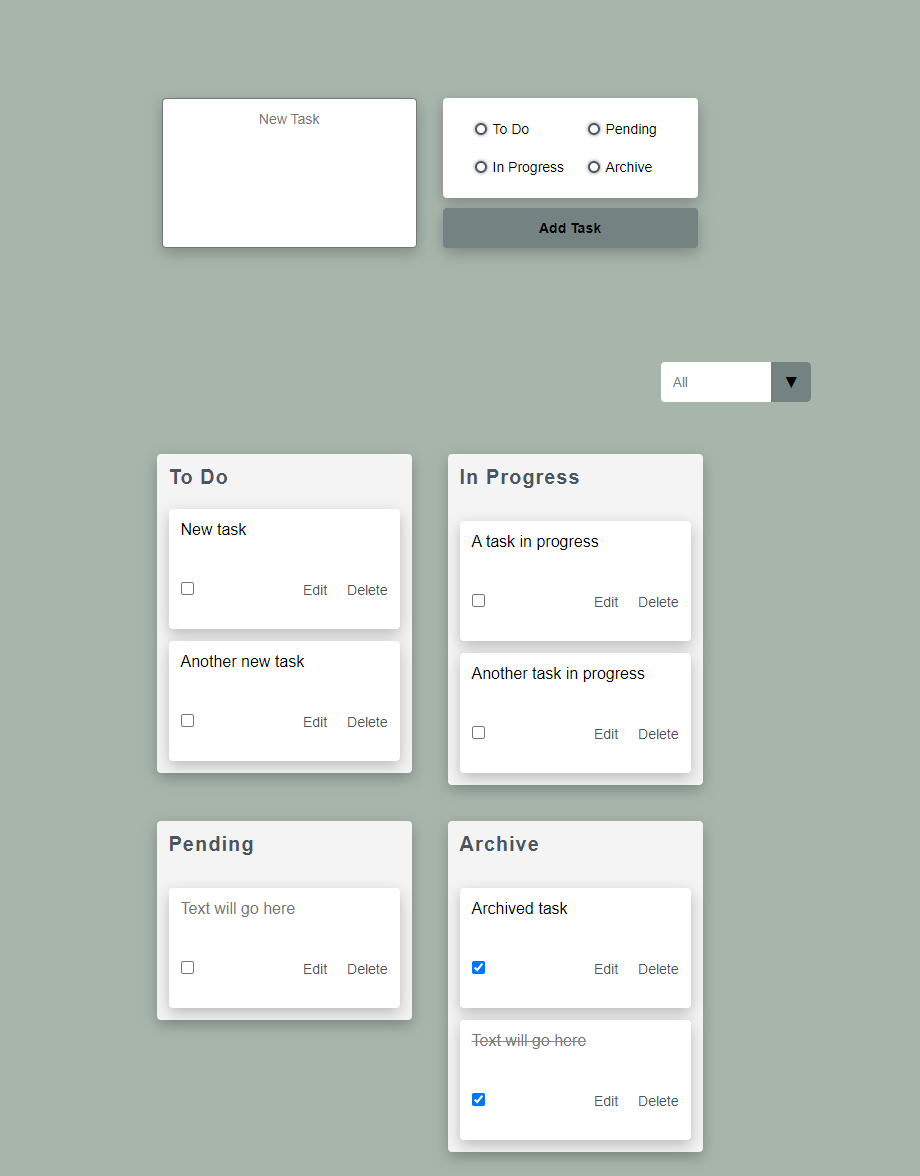 New Task
To Do Pending
In Progress Archive
Add Task
All ▼
To Do
New task
Edit Delete
Another new task
Edit Delete
In Progress
A task in progress
Edit Delete
Another task in progress
Edit Delete
Pending
Text will go here
Edit Delete
Archive
Archived task
Edit Delete
Text will go here
Edit Delete